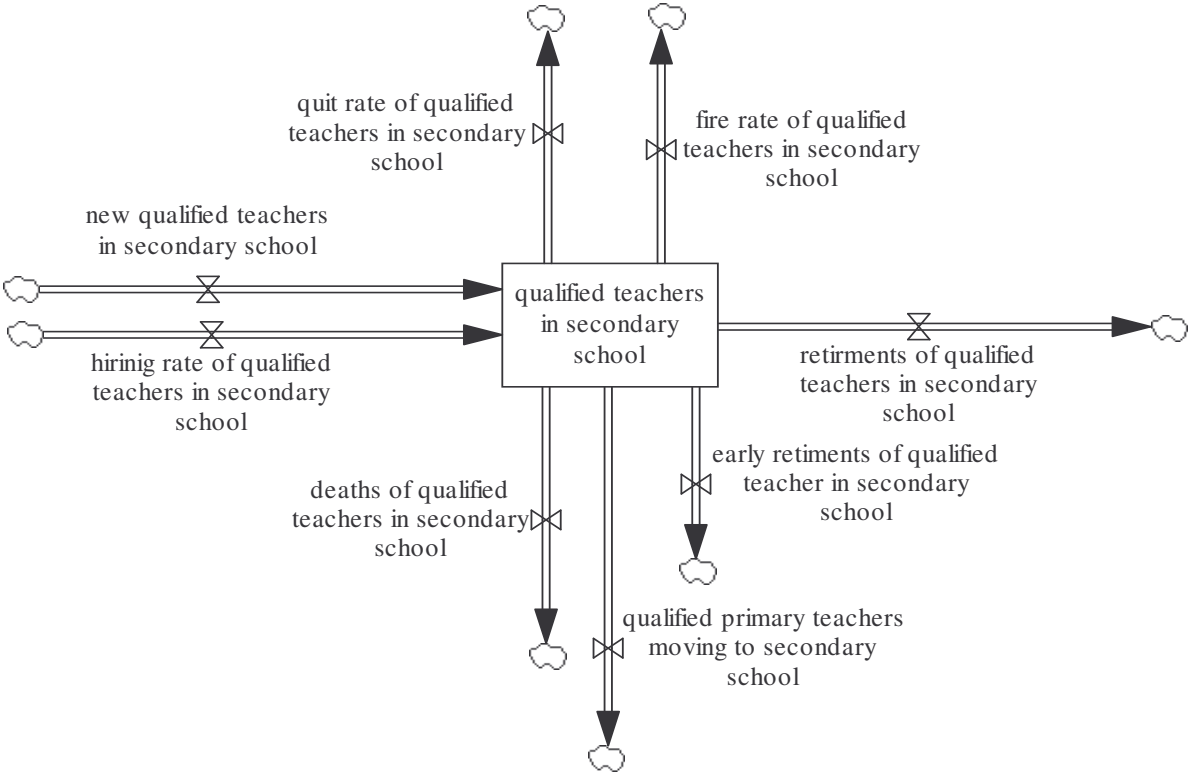 quit rate of qualified
teachers in secondary
school
fire rate of qualified
teachers in secondary
school
new qualified teachers
in secondary school
qualified teachers
in secondary
school
hirinig rate of qualified
teachers in secondary
school
retirments of qualified
teachers in secondary
school
early retiments of qualified
teacher in secondary
school
deaths of qualified
teachers in secondary
school
qualified primary teachers
moving to secondary
school